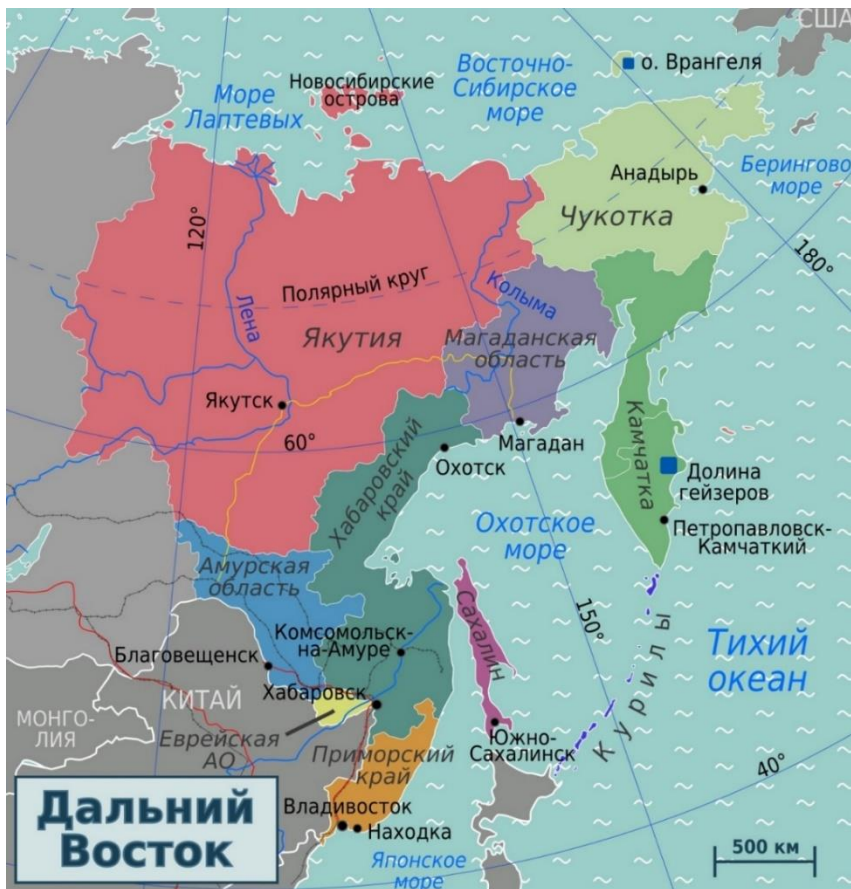 США
о. Врангеля
Восточно-
Сибирское
море
Новосибирские
острова
Море
Лаптевых
Анадырь
Берингово
море
Чукотка
120°
180°
Полярный круг
Лена
Колыма
Якутия
Магаданская
область
Якутск
60°
Магадан
Охотск
Камчатка
Долина
гейзеров
Хабаровский
край
Охотское
море
Петропавловск-
Камчаткий
Амурская
область
Сахалин
150°
Курилы
Тихий
океан
Комсомольск-
на-Амуре
Благовещенск
КИТАЙ
Хабаровск
МОНГО-
ЛИЯ
Еврейская
АО
Приморский
край
Южно-
Сахалинск
40°
Дальний
Восток
Владивосток
Находка
Японское
море
500 км